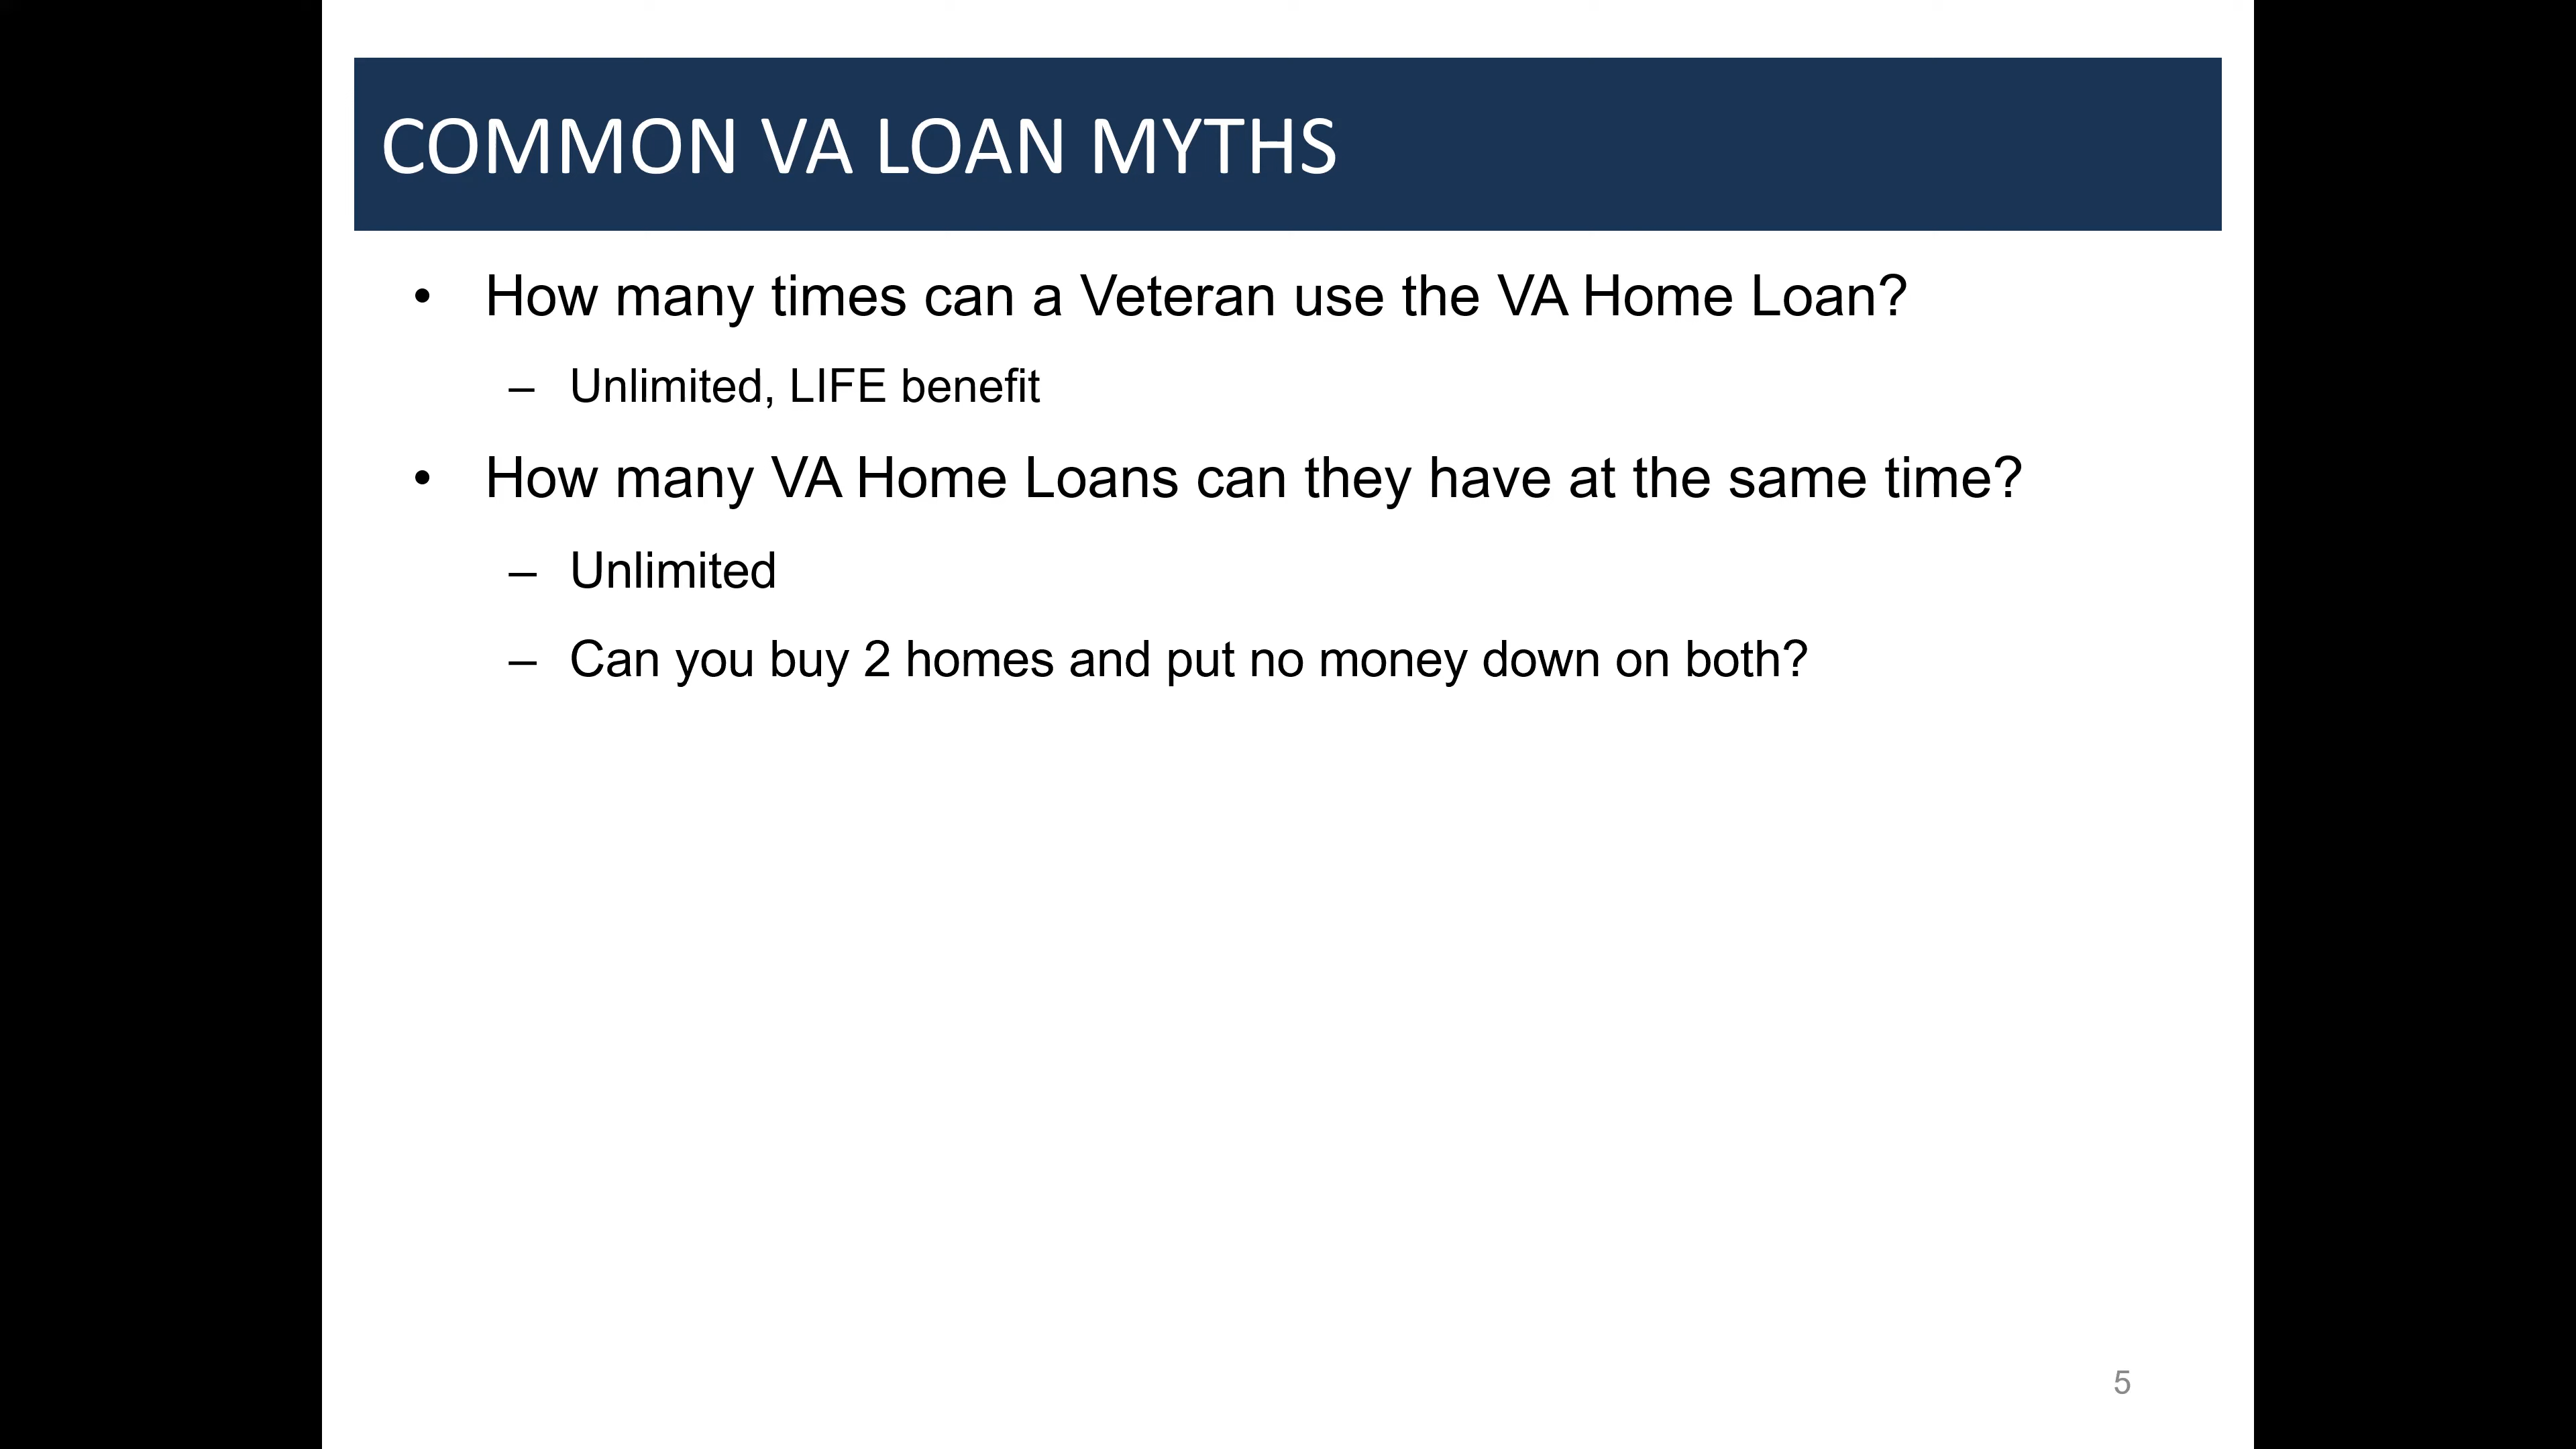 COMMON VA LOAN MYTHS
• How many times can a Veteran use the VA Home Loan?
– Unlimited, LIFE benefit
• How many VA Home Loans can they have at the same time?
– Unlimited
– Can you buy 2 homes and put no money down on both?
5